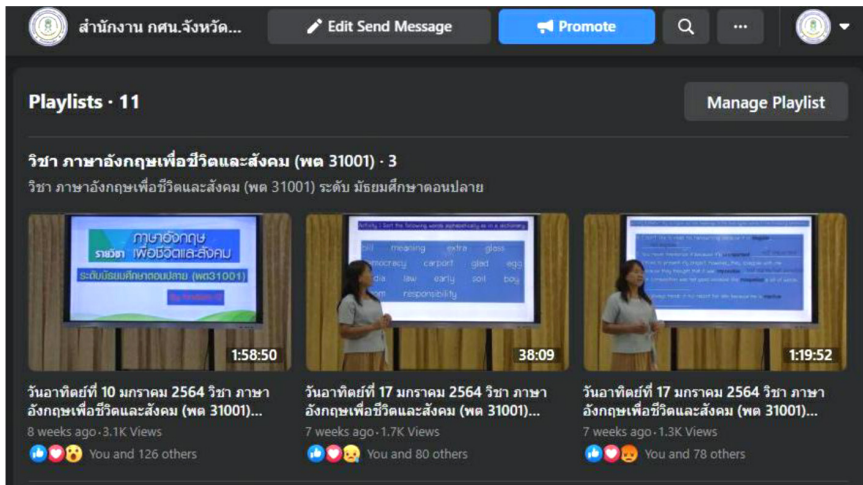 สำนักงาน กศน.จังหวัด...
Edit Send Message
Promote
Playlists · 11
Manage Playlist
วิชา ภาษาอังกฤษเพื่อชีวิตและสังคม (พต 31001) · 3
วิชา ภาษาอังกฤษเพื่อชีวิตและสังคม (พต 31001) ระดับ มัธยมศึกษาตอนปลาย
ภาษาอังกฤษ
รายวิชา เพื่อชีวิตและสังคม
ระดับมัธยมศึกษาตอนปลาย (พต31001)
1:58:50
Activity 1 Sort the following words alphabetically as in a dictionary
meaning extra glass
carport glad egg
law early soil boy
responsibility
38:09
1:19:52
วันอาทิตย์ที่ 10 มกราคม 2564 วิชา ภาษา
อังกฤษเพื่อชีวิตและสังคม (พต 31001)...
8 weeks ago · 3.1K Views
You and 126 others
วันอาทิตย์ที่ 17 มกราคม 2564 วิชา ภาษา
อังกฤษเพื่อชีวิตและสังคม (พต 31001)...
7 weeks ago · 1.7K Views
You and 80 others
วันอาทิตย์ที่ 17 มกราคม 2564 วิชา ภาษา
อังกฤษเพื่อชีวิตและสังคม (พต 31001)...
7 weeks ago · 1.3K Views
You and 78 others